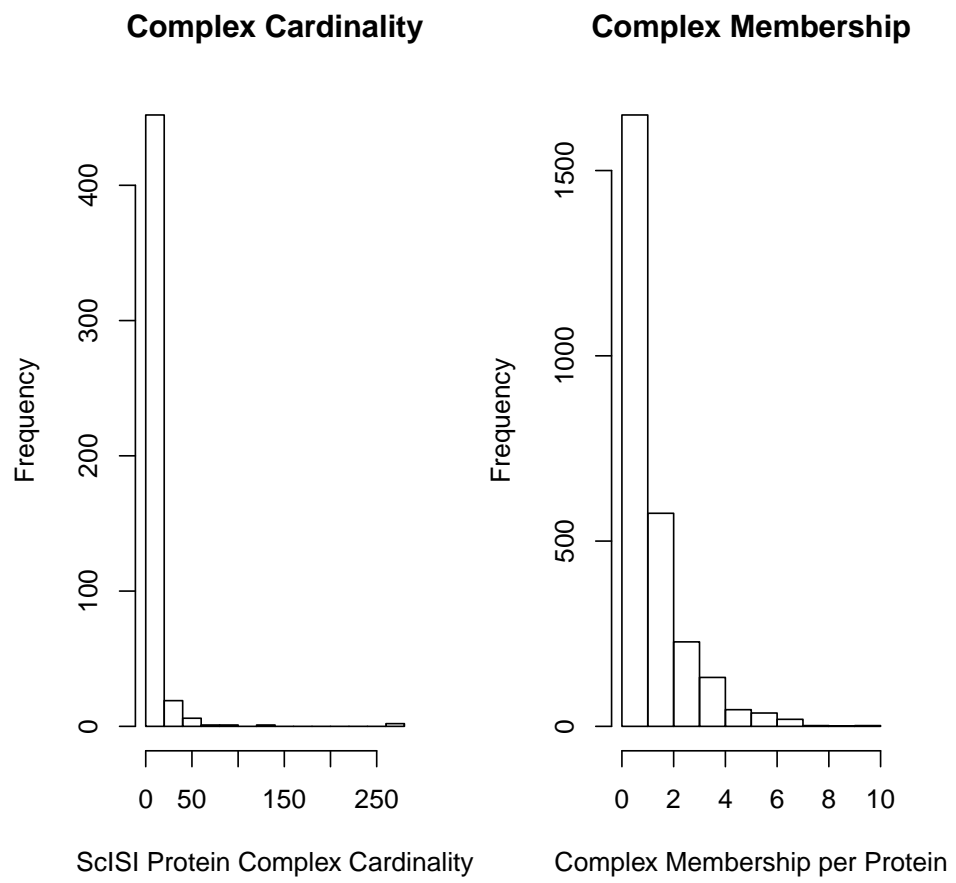 Complex Cardinality
Frequency
400
300
200
100
0
0 50 150 250
ScISI Protein Complex Cardinality
Complex Membership
Frequency
1500
1000
500
0
0 2 4 6 8 10
Complex Membership per Protein